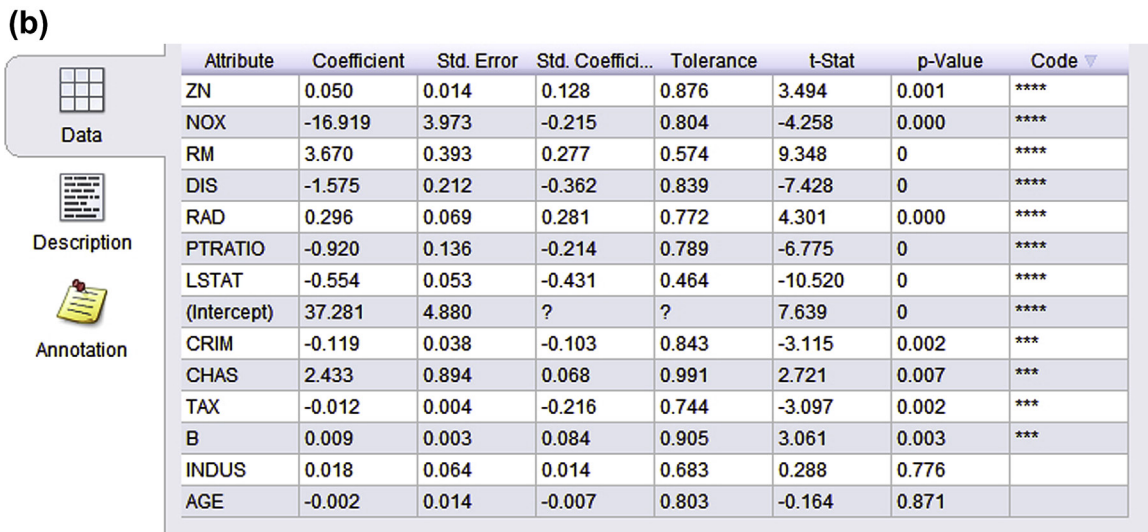 (b)
Attribute Coefficient Std. Error Std. Coeffici... Tolerance t-Stat p-Value Code
ZN 0.050 0.014 0.128 0.876 3.494 0.001 ****
NOX -16.919 3.973 -0.215 0.804 -4.258 0.000 ****
Data
RM 3.670 0.393 0.277 0.574 9.348 0 ****
DIS -1.575 0.212 -0.362 0.839 -7.428 0 ****
RAD 0.296 0.069 0.281 0.772 4.301 0.000 ****
Description
PTRATIO -0.920 0.136 -0.214 0.789 -6.775 0 ****
LSTAT -0.554 0.053 -0.431 0.464 -10.520 0 ****
(Intercept) 37.281 4.880 ? ? 7.639 0 ****
Annotation
CRIM -0.119 0.038 -0.103 0.843 -3.115 0.002 ***
CHAS 2.433 0.894 0.068 0.991 2.721 0.007 ***
TAX -0.012 0.004 -0.216 0.744 -3.097 0.002 ***
B 0.009 0.003 0.084 0.905 3.061 0.003 ***
INDUS 0.018 0.064 0.014 0.683 0.288 0.776
AGE -0.002 0.014 -0.007 0.803 -0.164 0.871